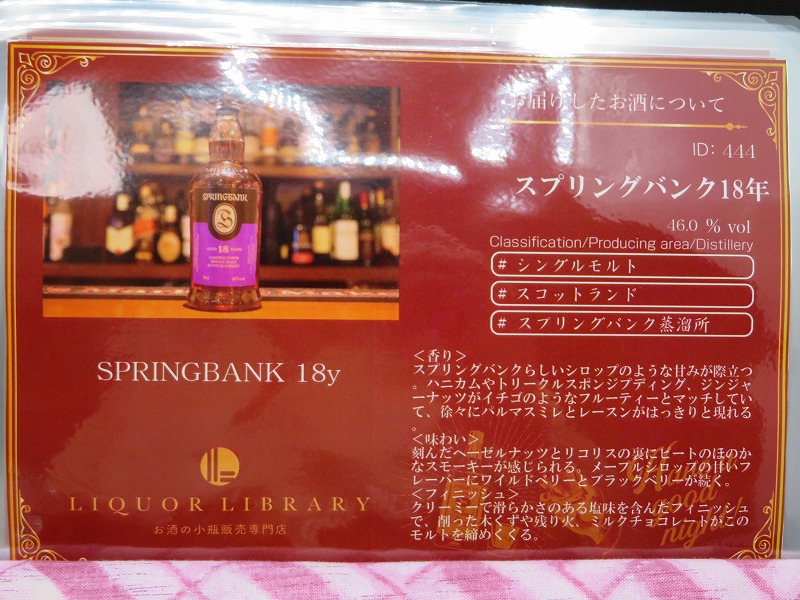 お届けしたお酒について
ID: 444
スプリングバンク18年
46.0 % vol
Classification/Producing area/Distillery
# シングルモルト
# スコットランド
# スプリングバンク蒸溜所
SPRINGBANK
S
AGED 18 YEARS
CAMPBELTOWN
SINGLE MALT
SCOTCH WHISKY
SPRINGBANK 18y
LIQUOR LIBRARY
お酒の小瓶販売専門店
＜香り＞
スプリングバンクらしいシロップのような甘みが際立つ
。ハニカムやトリークルスポンジプディング、ジンジャ
ーナッツがイチゴのようなフルーティーとマッチしてい
て、徐々にパルマスミレとレースンがはっきりと現れる
。
＜味わい＞
刻んだヘーゼルナッツとリコリスの裏にピートのほのか
なスモーキーが感じられる。メープルシロップの甘いフ
レーバーにワイルドベリーとブラックベリーが続く。
＜フィニッシュ＞
クリーミーで滑らかさのある塩味を含んだフィニッシュ
で、削った木くずや残り火、ミルクチョコレートがこの
モルトを締めくくる。
Have a
good
night!